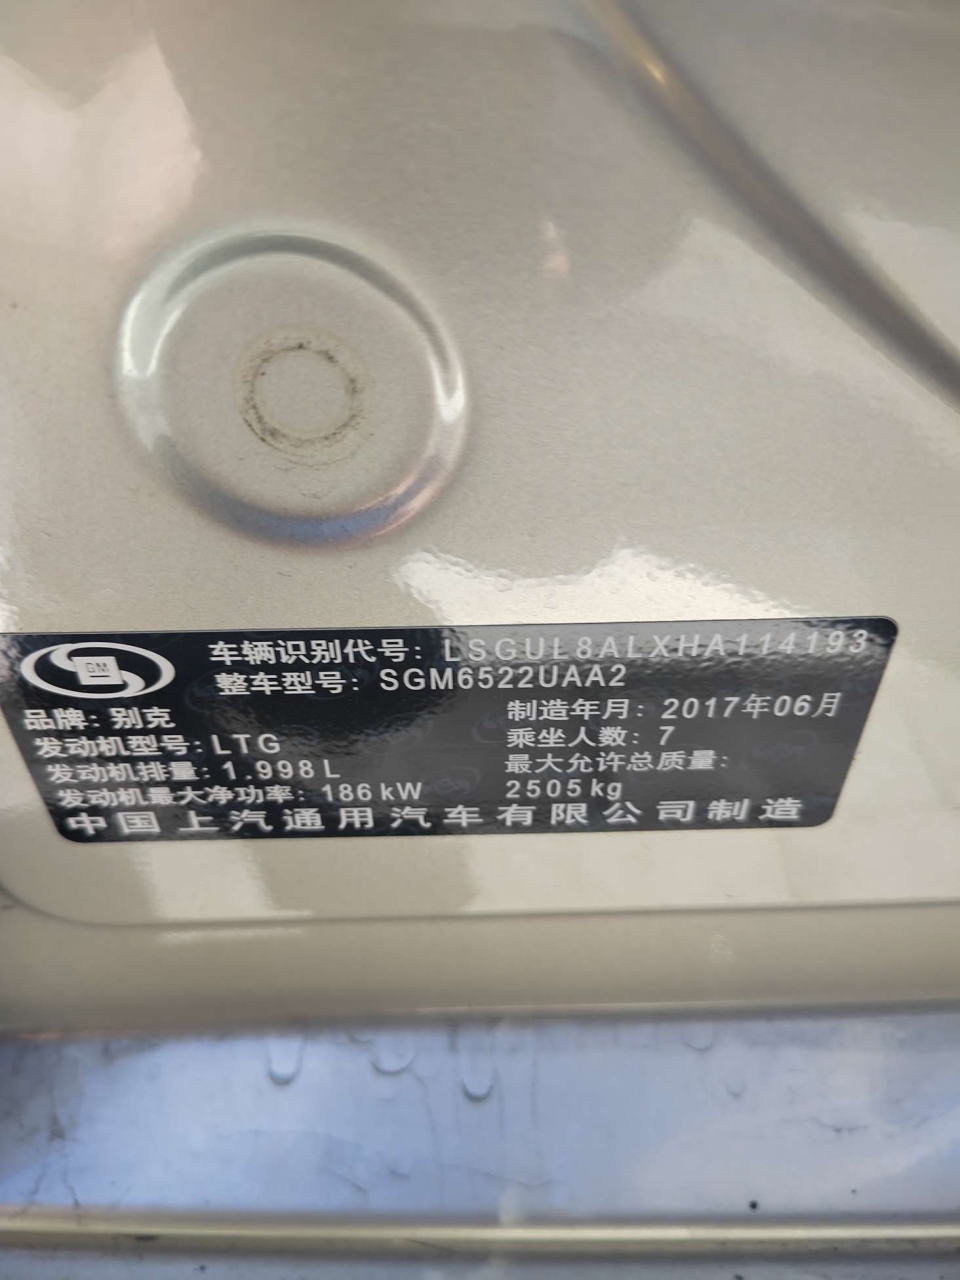 GM
车辆识别代号: LSGUL8ALXHA114193
整车型号: SGM6522UAA2
品牌: 别克
制造年月: 2017年06月
发动机型号: LTG
乘坐人数: 7
发动机排量: 1.998L
最大允许总质量:
2505kg
发动机最大净功率: 186kW
中国上汽通用汽车有限公司制造